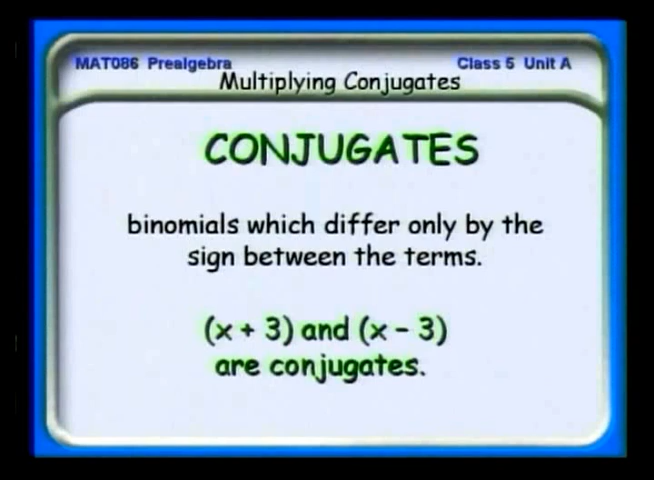 MAT086 Prealgebra
Class 5 Unit A
Multiplying Conjugates
CONJUGATES
binomials which differ only by the
sign between the terms.
(x + 3) and (x - 3)
are conjugates.